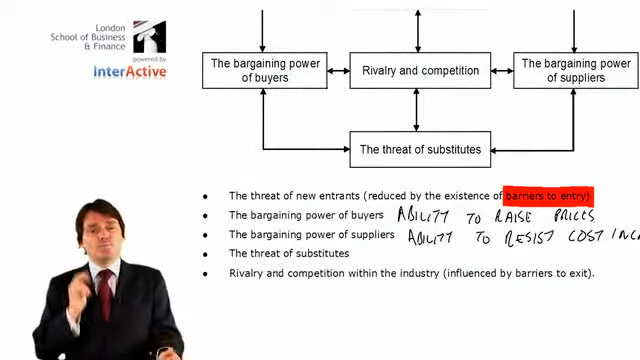 London
School of Business
& Finance
powered by
InterActive
The bargaining power
of buyers
Rivalry and competition
The bargaining power
of suppliers
The threat of substitutes
• The threat of new entrants (reduced by the existence of barriers to entry)
• The bargaining power of buyers ABILITY TO RAISE PRICES
• The bargaining power of suppliers ABILITY TO RESIST COST
• The threat of substitutes
• Rivalry and competition within the industry (influenced by barriers to exit).